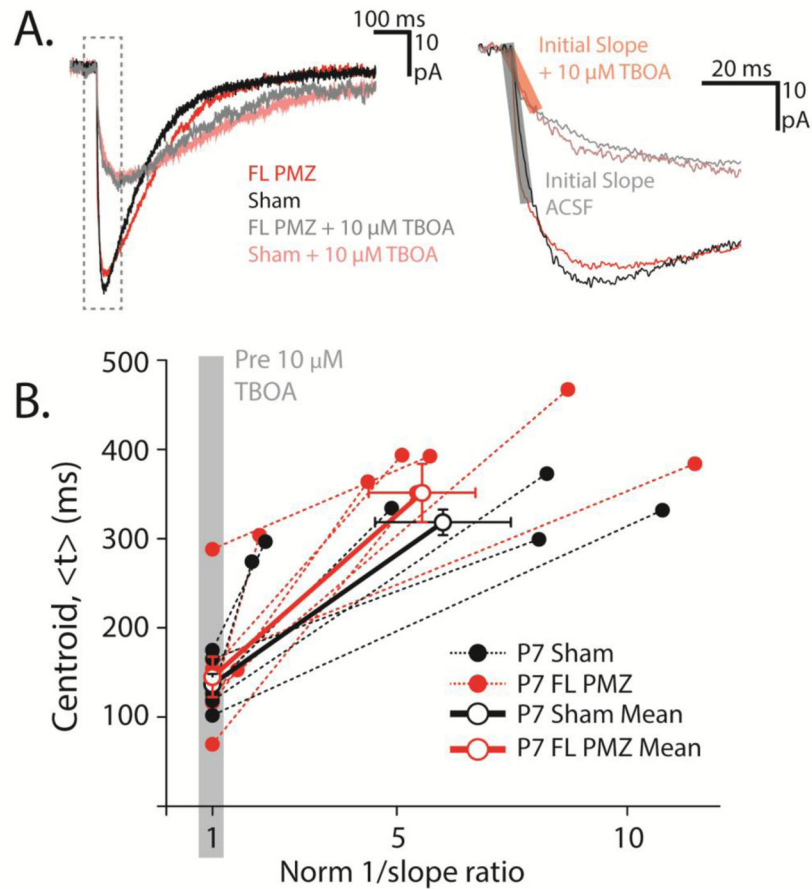 A.
100 ms
10
pA
FL PMZ
Sham
FL PMZ + 10 µM TBOA
Sham + 10 µM TBOA
Initial Slope
+ 10 µM TBOA
20 ms
10
pA
Initial Slope
ACSF
B.
Pre 10 µM
TBOA
500
400
300
200
100
Centroid, <t> (ms)
P7 Sham
P7 FL PMZ
P7 Sham Mean
P7 FL PMZ Mean
1
5
10
Norm 1/slope ratio